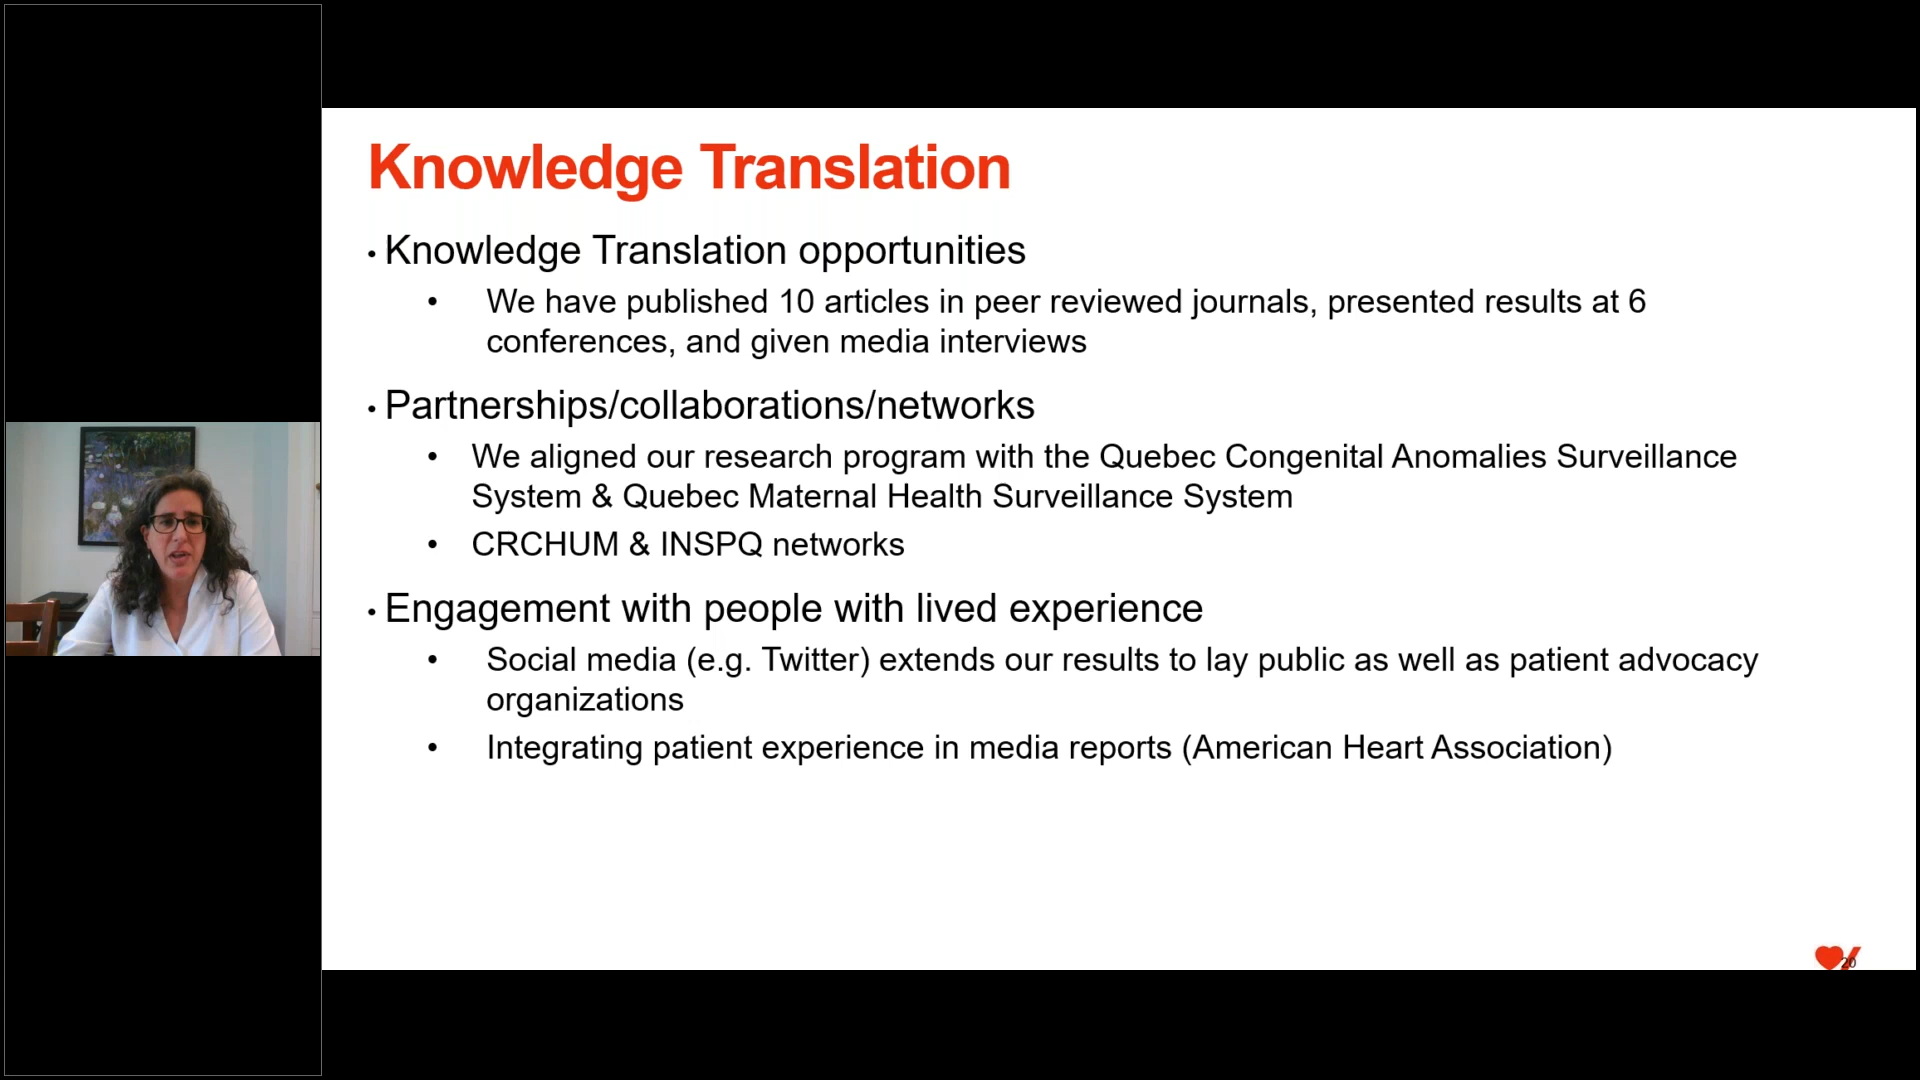 Knowledge Translation
• Knowledge Translation opportunities
• We have published 10 articles in peer reviewed journals, presented results at 6
conferences, and given media interviews
• Partnerships/collaborations/networks
• We aligned our research program with the Quebec Congenital Anomalies Surveillance
System & Quebec Maternal Health Surveillance System
• CRCHUM & INSPQ networks
• Engagement with people with lived experience
• Social media (e.g. Twitter) extends our results to lay public as well as patient advocacy
organizations
• Integrating patient experience in media reports (American Heart Association)
20